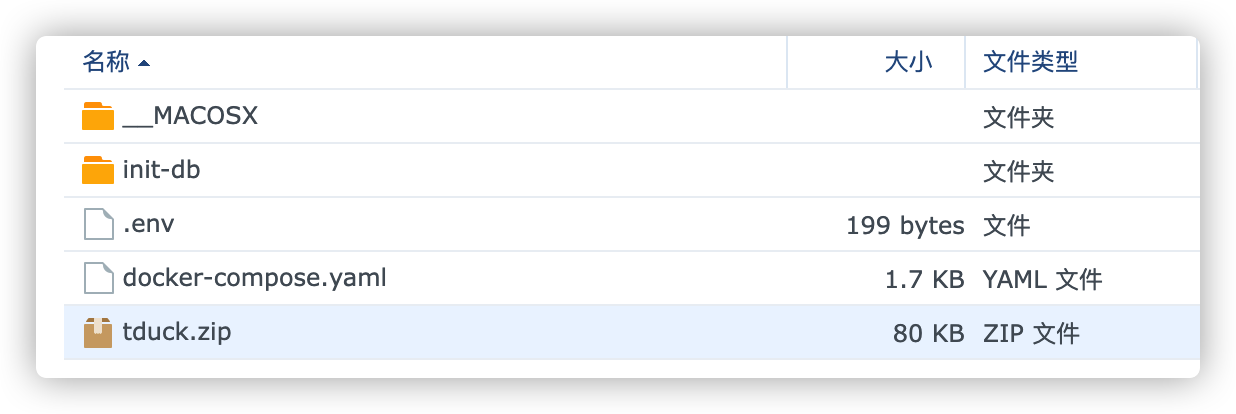 名称 大小 文件类型
__MACOSX 文件夹
init-db 文件夹
.env 199 bytes 文件
docker-compose.yaml 1.7 KB YAML 文件
tduck.zip 80 KB ZIP 文件